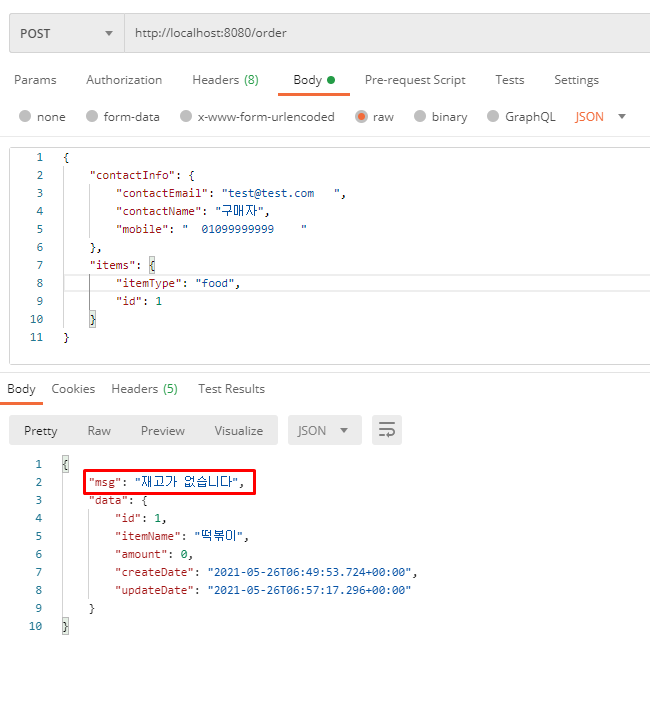 POST http://localhost:8080/order
Params Authorization Headers (8) Body Pre-request Script Tests Settings
none form-data x-www-form-urlencoded raw binary GraphQL JSON
1 {
2 "contactInfo": {
3 "contactEmail": "test@test.com   ",
4 "contactName": "구매자",
5 "mobile": "  01099999999    "
6 },
7 "items": {
8 "itemType": "food",
9 "id": 1
10 }
11 }
Body Cookies Headers (5) Test Results
Pretty Raw Preview Visualize JSON
1 {
2 "msg": "재고가 없습니다",
3 "data": {
4 "id": 1,
5 "itemName": "떡볶이",
6 "amount": 0,
7 "createDate": "2021-05-26T06:49:53.724+00:00",
8 "updateDate": "2021-05-26T06:57:17.296+00:00"
9 }
10 }